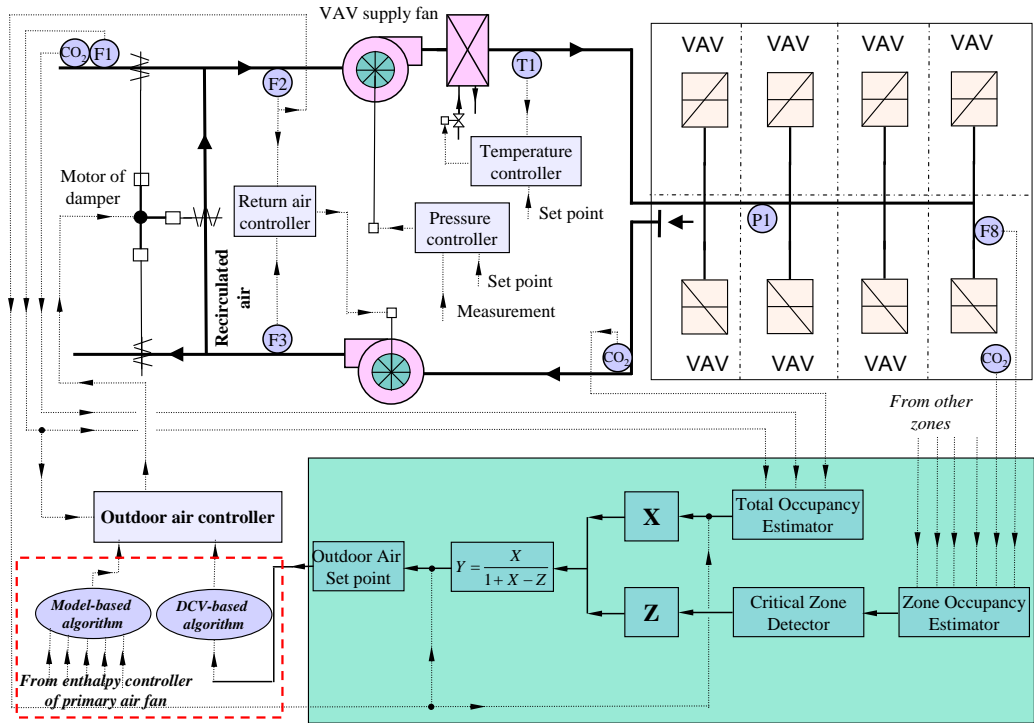 VAV supply fan
CO2
F1
F2
T1
VAV
VAV
VAV
VAV
Temperature
controller
Motor of
damper
Return air
controller
Pressure
controller
Set point
P1
F8
Set point
Measurement
Recirculated
air
F3
CO2
VAV
VAV
VAV
CO2
From other
zones
Outdoor air controller
X
Total Occupancy
Estimator
Outdoor Air
Set point
Y = X / 1 + X − Z
Model-based
algorithm
DCV-based
algorithm
Z
Critical Zone
Detector
Zone Occupancy
Estimator
From enthalpy controller
of primary air fan